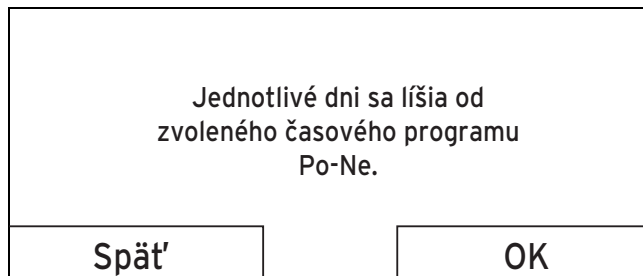 Jednotlivé dni sa líšia od
zvoleného časového programu
Po-Ne.
Späť
OK